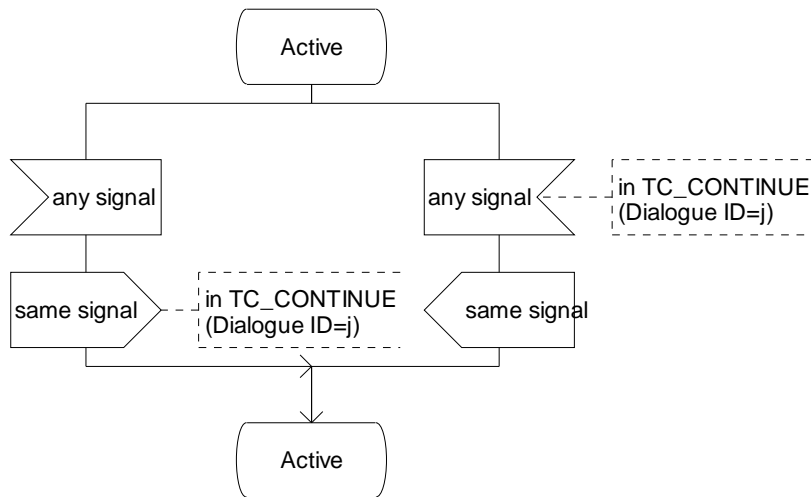 Active
any signal
any signal
in TC_CONTINUE
(Dialogue ID=j)
same signal
in TC_CONTINUE
(Dialogue ID=j)
same signal
Active